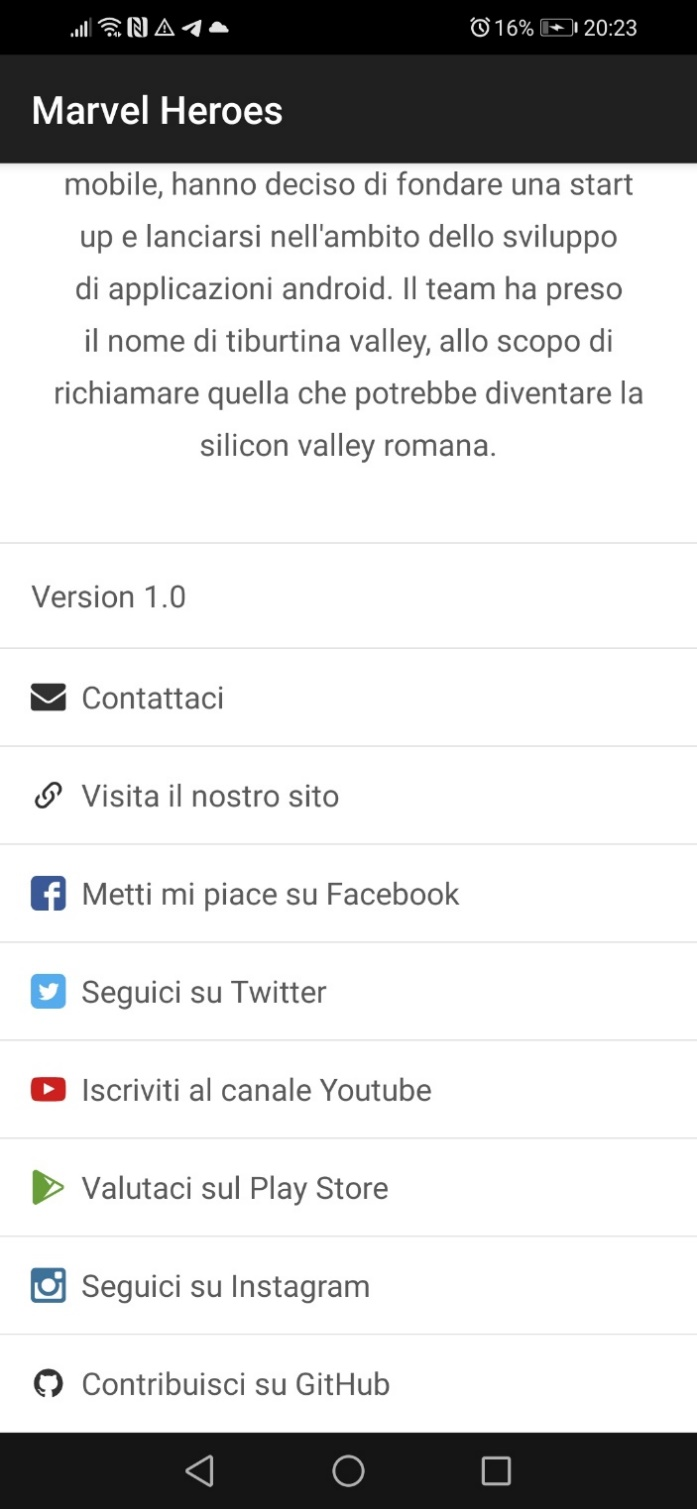 16% 20:23
Marvel Heroes
mobile, hanno deciso di fondare una start
up e lanciarsi nell'ambito dello sviluppo
di applicazioni android. Il team ha preso
il nome di tiburtina valley, allo scopo di
richiamare quella che potrebbe diventare la
silicon valley romana.
Version 1.0
Contattaci
Visita il nostro sito
Metti mi piace su Facebook
Seguici su Twitter
Iscriviti al canale Youtube
Valutaci sul Play Store
Seguici su Instagram
Contribuisci su GitHub